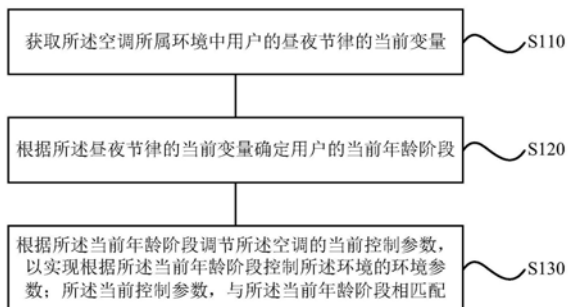 获取所述空调所属环境中用户的昼夜节律的当前变量
S110
根据所述昼夜节律的当前变量确定用户的当前年龄阶段
S120
根据所述当前年龄阶段调节所述空调的当前控制参数，
以实现根据所述当前年龄阶段控制所述环境的环境参
数；所述当前控制参数，与所述当前年龄阶段相匹配
S130